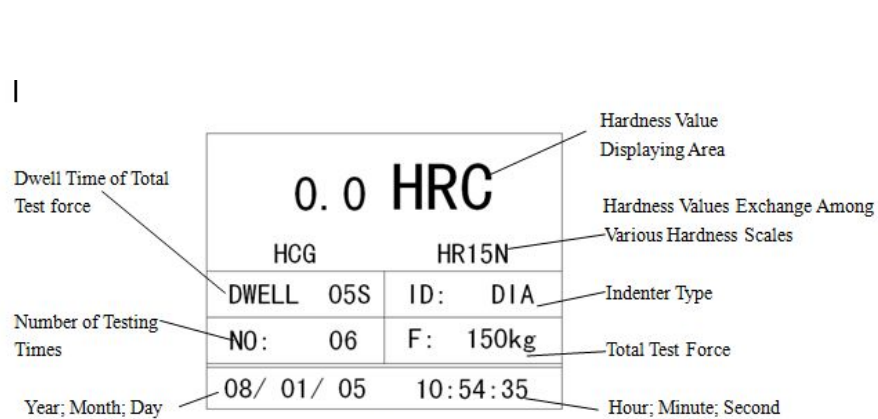 Hardness Value
Displaying Area
Dwell Time of Total
Test force
0.0 HRC
Hardness Values Exchange Among
Various Hardness Scales
HCG HR15N
DWELL 05S ID: DIA
Indenter Type
Number of Testing
Times
NO: 06 F: 150kg
Total Test Force
Year; Month; Day
08/ 01/ 05 10:54:35
Hour; Minute; Second